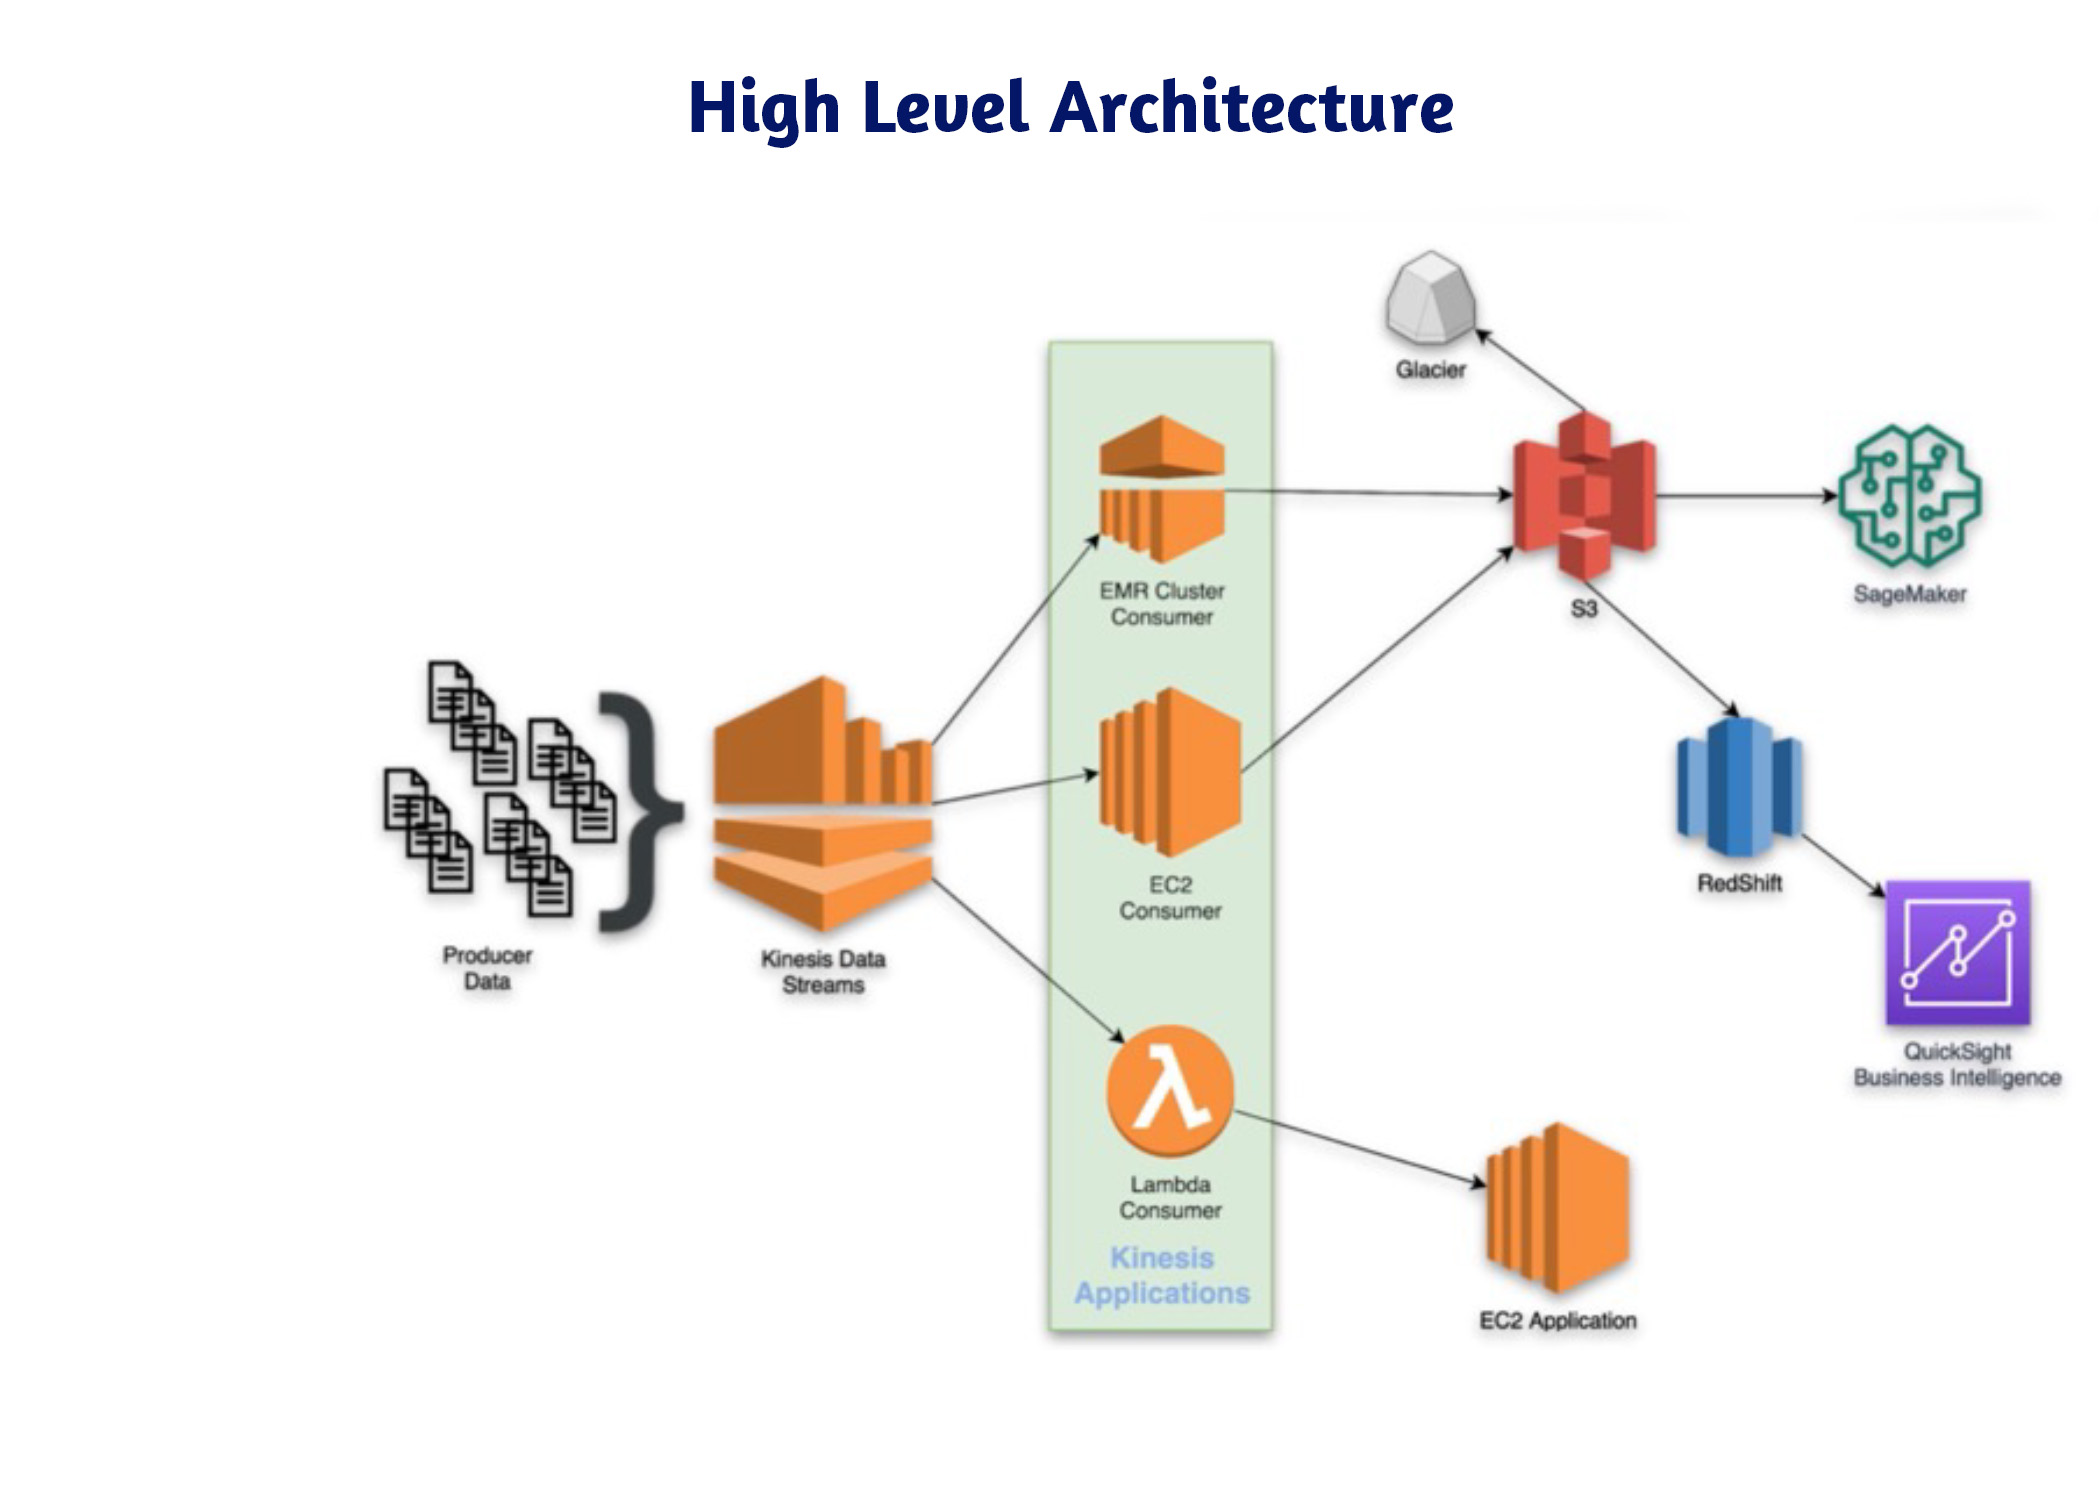 High Level Architecture
Glacier
EMR Cluster
Consumer
S3
SageMaker
EC2
Consumer
RedShift
Producer
Data
Kinesis Data
Streams
QuickSight
Business Intelligence
Lambda
Consumer
Kinesis
Applications
EC2 Application